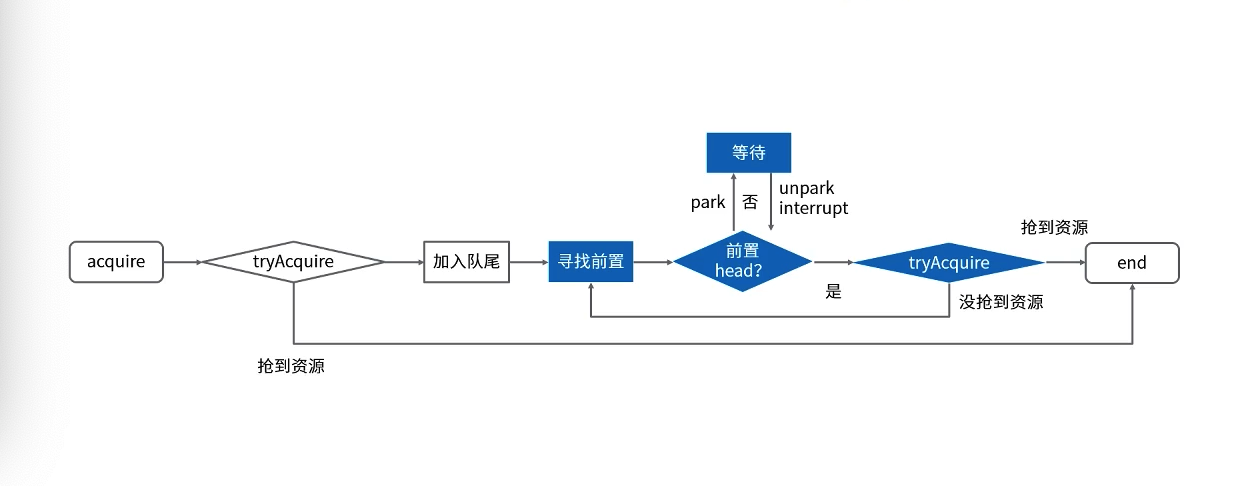 等待
park
否
unpark
interrupt
acquire
tryAcquire
加入队尾
寻找前置
前置
head?
是
tryAcquire
抢到资源
没抢到资源
end
抢到资源